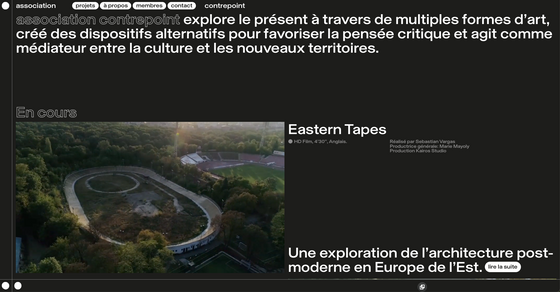 association projets à propos membres contact contrepoint
association contrepoint explore le présent à travers de multiples formes d'art,
créé des dispositifs alternatifs pour favoriser la pensée critique et agit comme
médiateur entre la culture et les nouveaux territoires.
En cours
Eastern Tapes
HD Film, 4'30", Anglais.
Réalisé par Sebastian Vargas
Productrice générale: Maria Maydy
Production Kairos Studio
Une exploration de l'architecture post-
moderne en Europe de l'Est. lire la suite